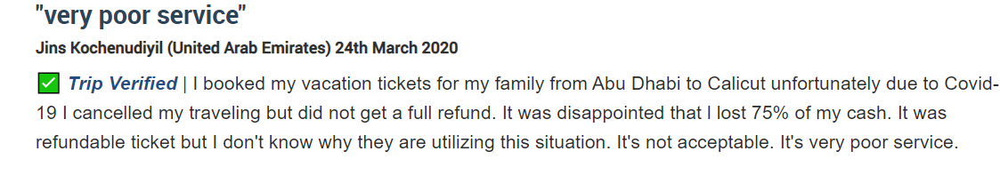 "very poor service"
Jins Kochenudiyil (United Arab Emirates) 24th March 2020
✅ Trip Verified | I booked my vacation tickets for my family from Abu Dhabi to Calicut unfortunately due to Covid-
19 I cancelled my traveling but did not get a full refund. It was disappointed that I lost 75% of my cash. It was
refundable ticket but I don't know why they are utilizing this situation. It's not acceptable. It's very poor service.